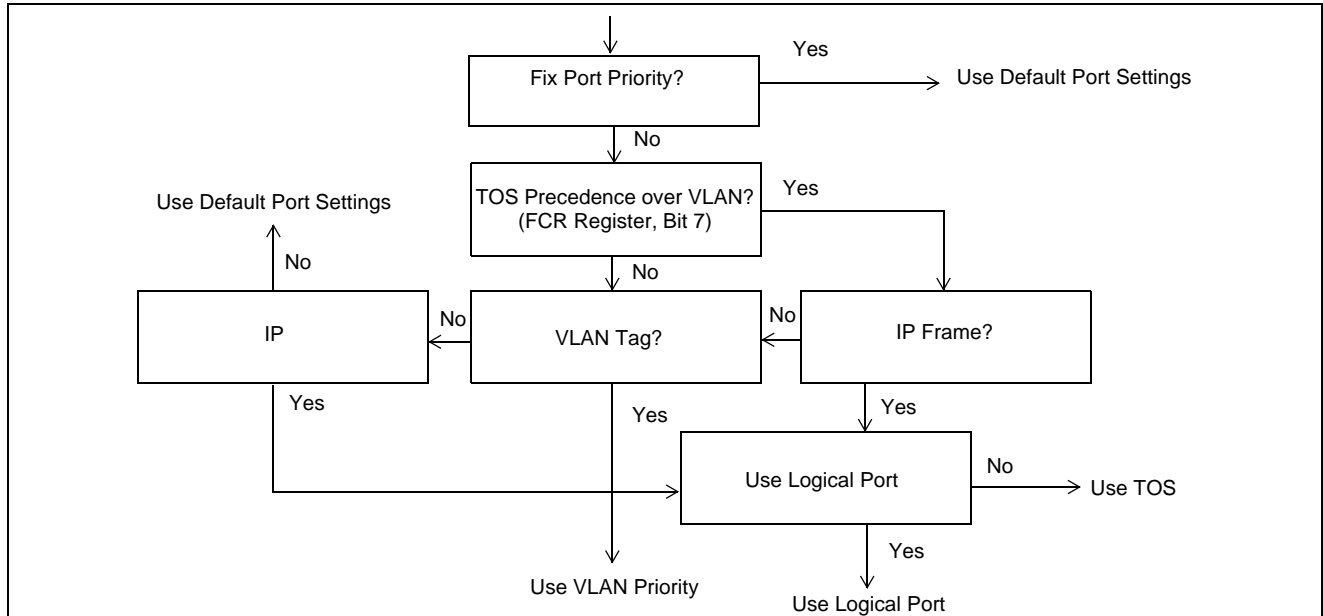 Yes
Fix Port Priority?
Use Default Port Settings
No
TOS Precedence over VLAN?
(FCR Register, Bit 7)
Yes
Use Default Port Settings
No
No
IP
No
VLAN Tag?
No
IP Frame?
Yes
Yes
Yes
Use Logical Port
No
Use TOS
Yes
Use VLAN Priority
Use Logical Port